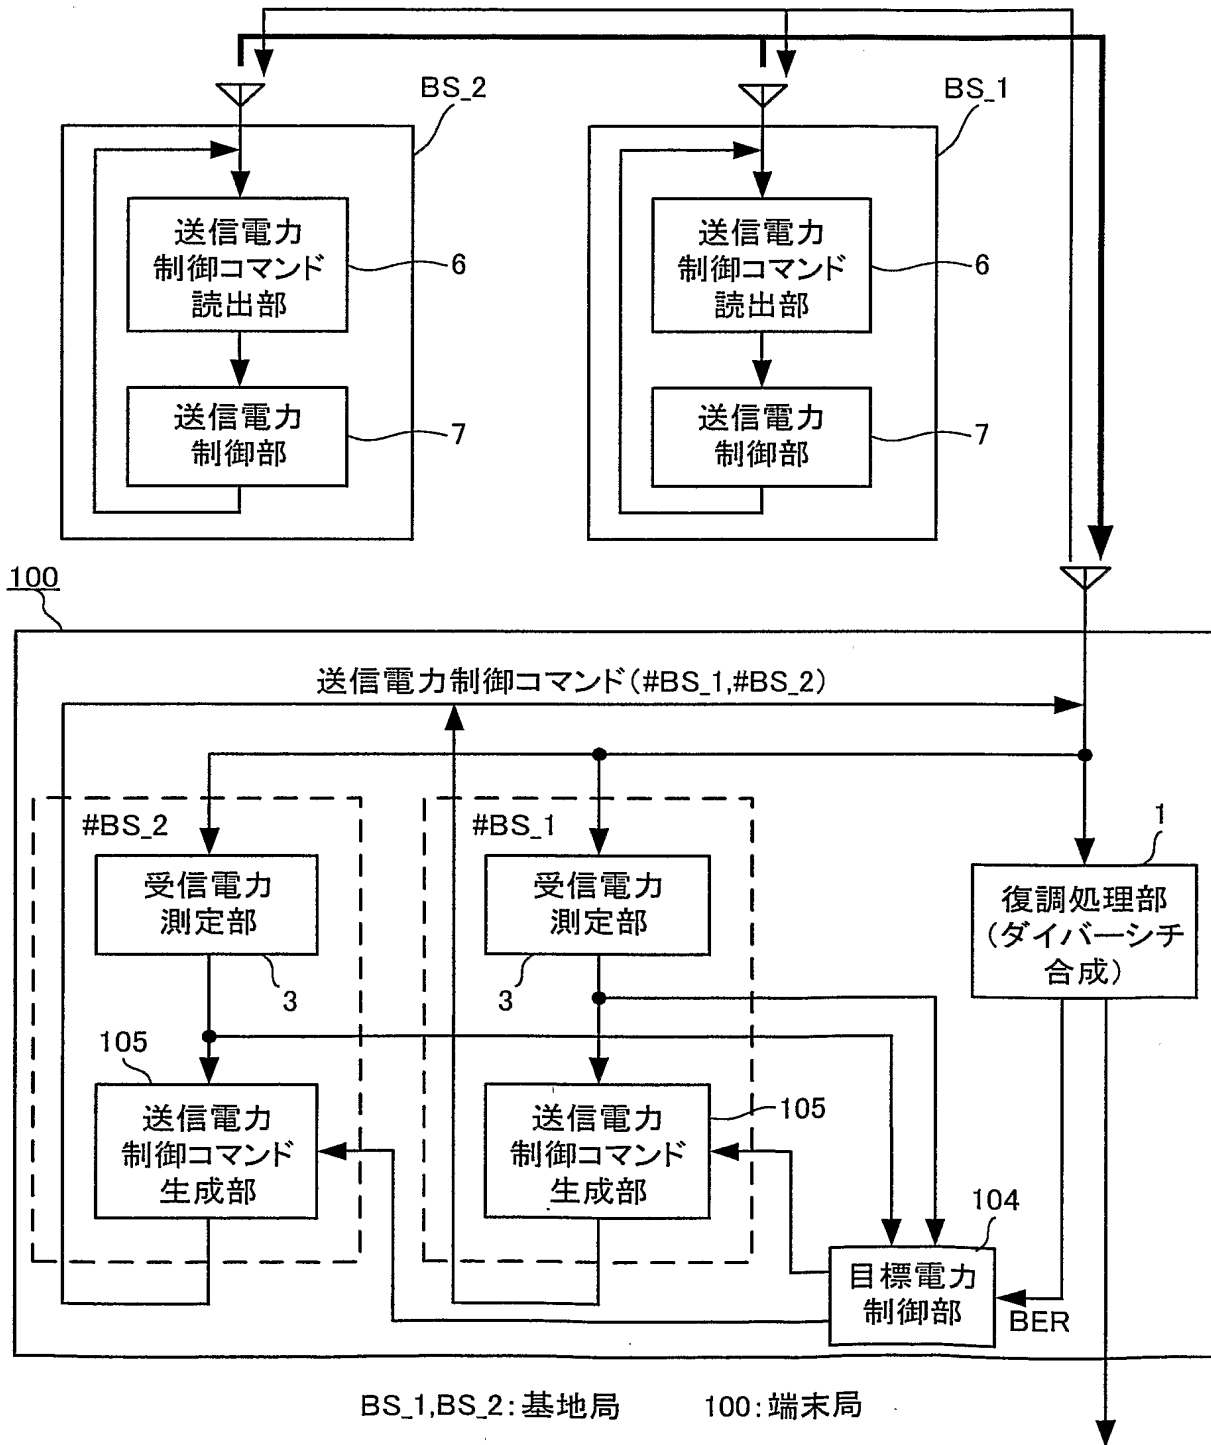 BS_2
BS_1
送信電力
制御コマンド
読出部
6
送信電力
制御コマンド
読出部
6
送信電力
制御部
7
送信電力
制御部
7
100
送信電力制御コマンド(#BS_1,#BS_2)
#BS_2
#BS_1
1
受信電力
測定部
3
受信電力
測定部
3
復調処理部
(ダイバーシチ
合成)
105
送信電力
制御コマンド
生成部
送信電力
制御コマンド
生成部
105
104
目標電力
制御部
BER
BS_1,BS_2:基地局 100:端末局